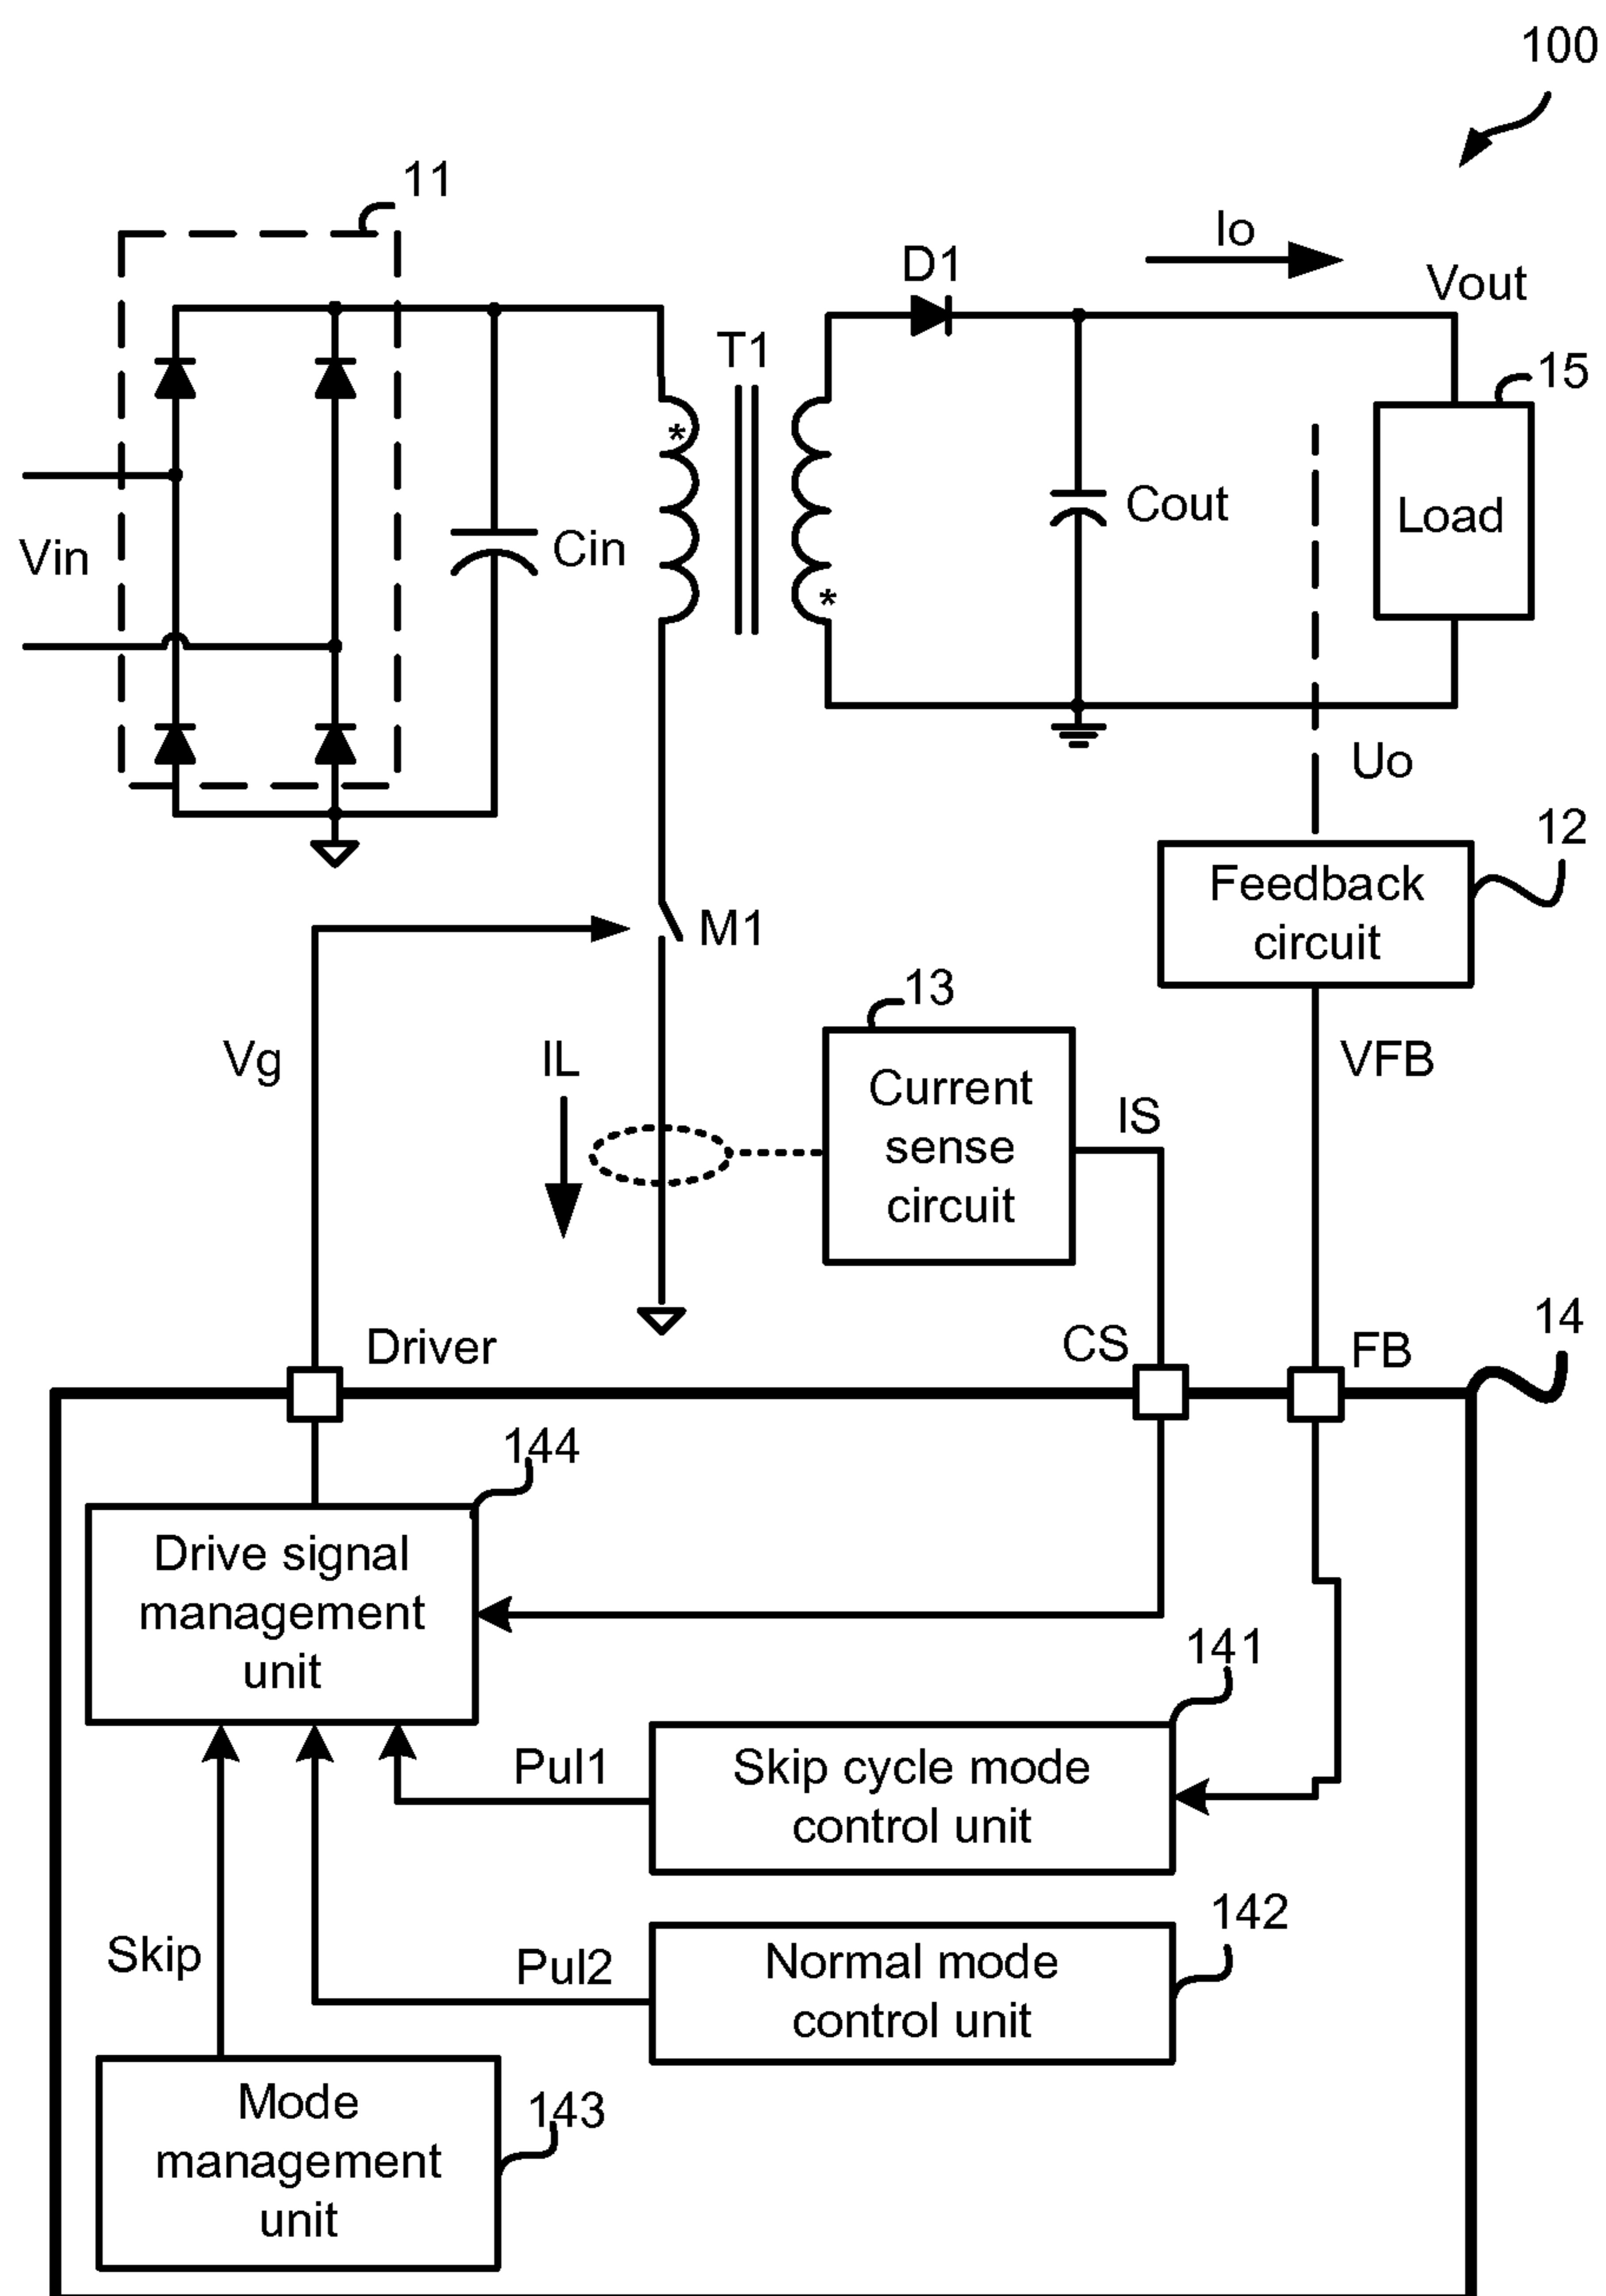 100
11
Io
D1
Vout
T1
15
*
Load
Cout
Vin
Cin
*
Uo
12
Feedback
circuit
M1
13
Vg
IL
VFB
Current
sense
circuit
IS
14
Driver
CS
FB
144
Drive signal
management
unit
141
Pul1
Skip cycle mode
control unit
142
Skip
Pul2
Normal mode
control unit
Mode
management
unit
143